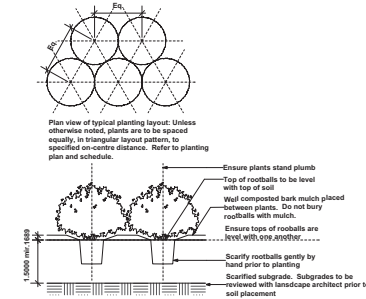 Eq.
Eq.
Plan view of typical planting layout: Unless
otherwise noted, plants are to be spaced
equally, in triangular layout pattern, to
specified on-centre distance. Refer to planting
plan and schedule.
Ensure plants stand plumb
Top of rootballs to be level
with top of soil
Well composted bark mulch placed
between plants. Do not bury
rootballs with mulch.
Ensure tops of rooballs are
level with one another
Scarify rootballs gently by
hand prior to planting
Scarified subgrade. Subgrades to be
reviewed with lansdcape architect prior to
soil placement